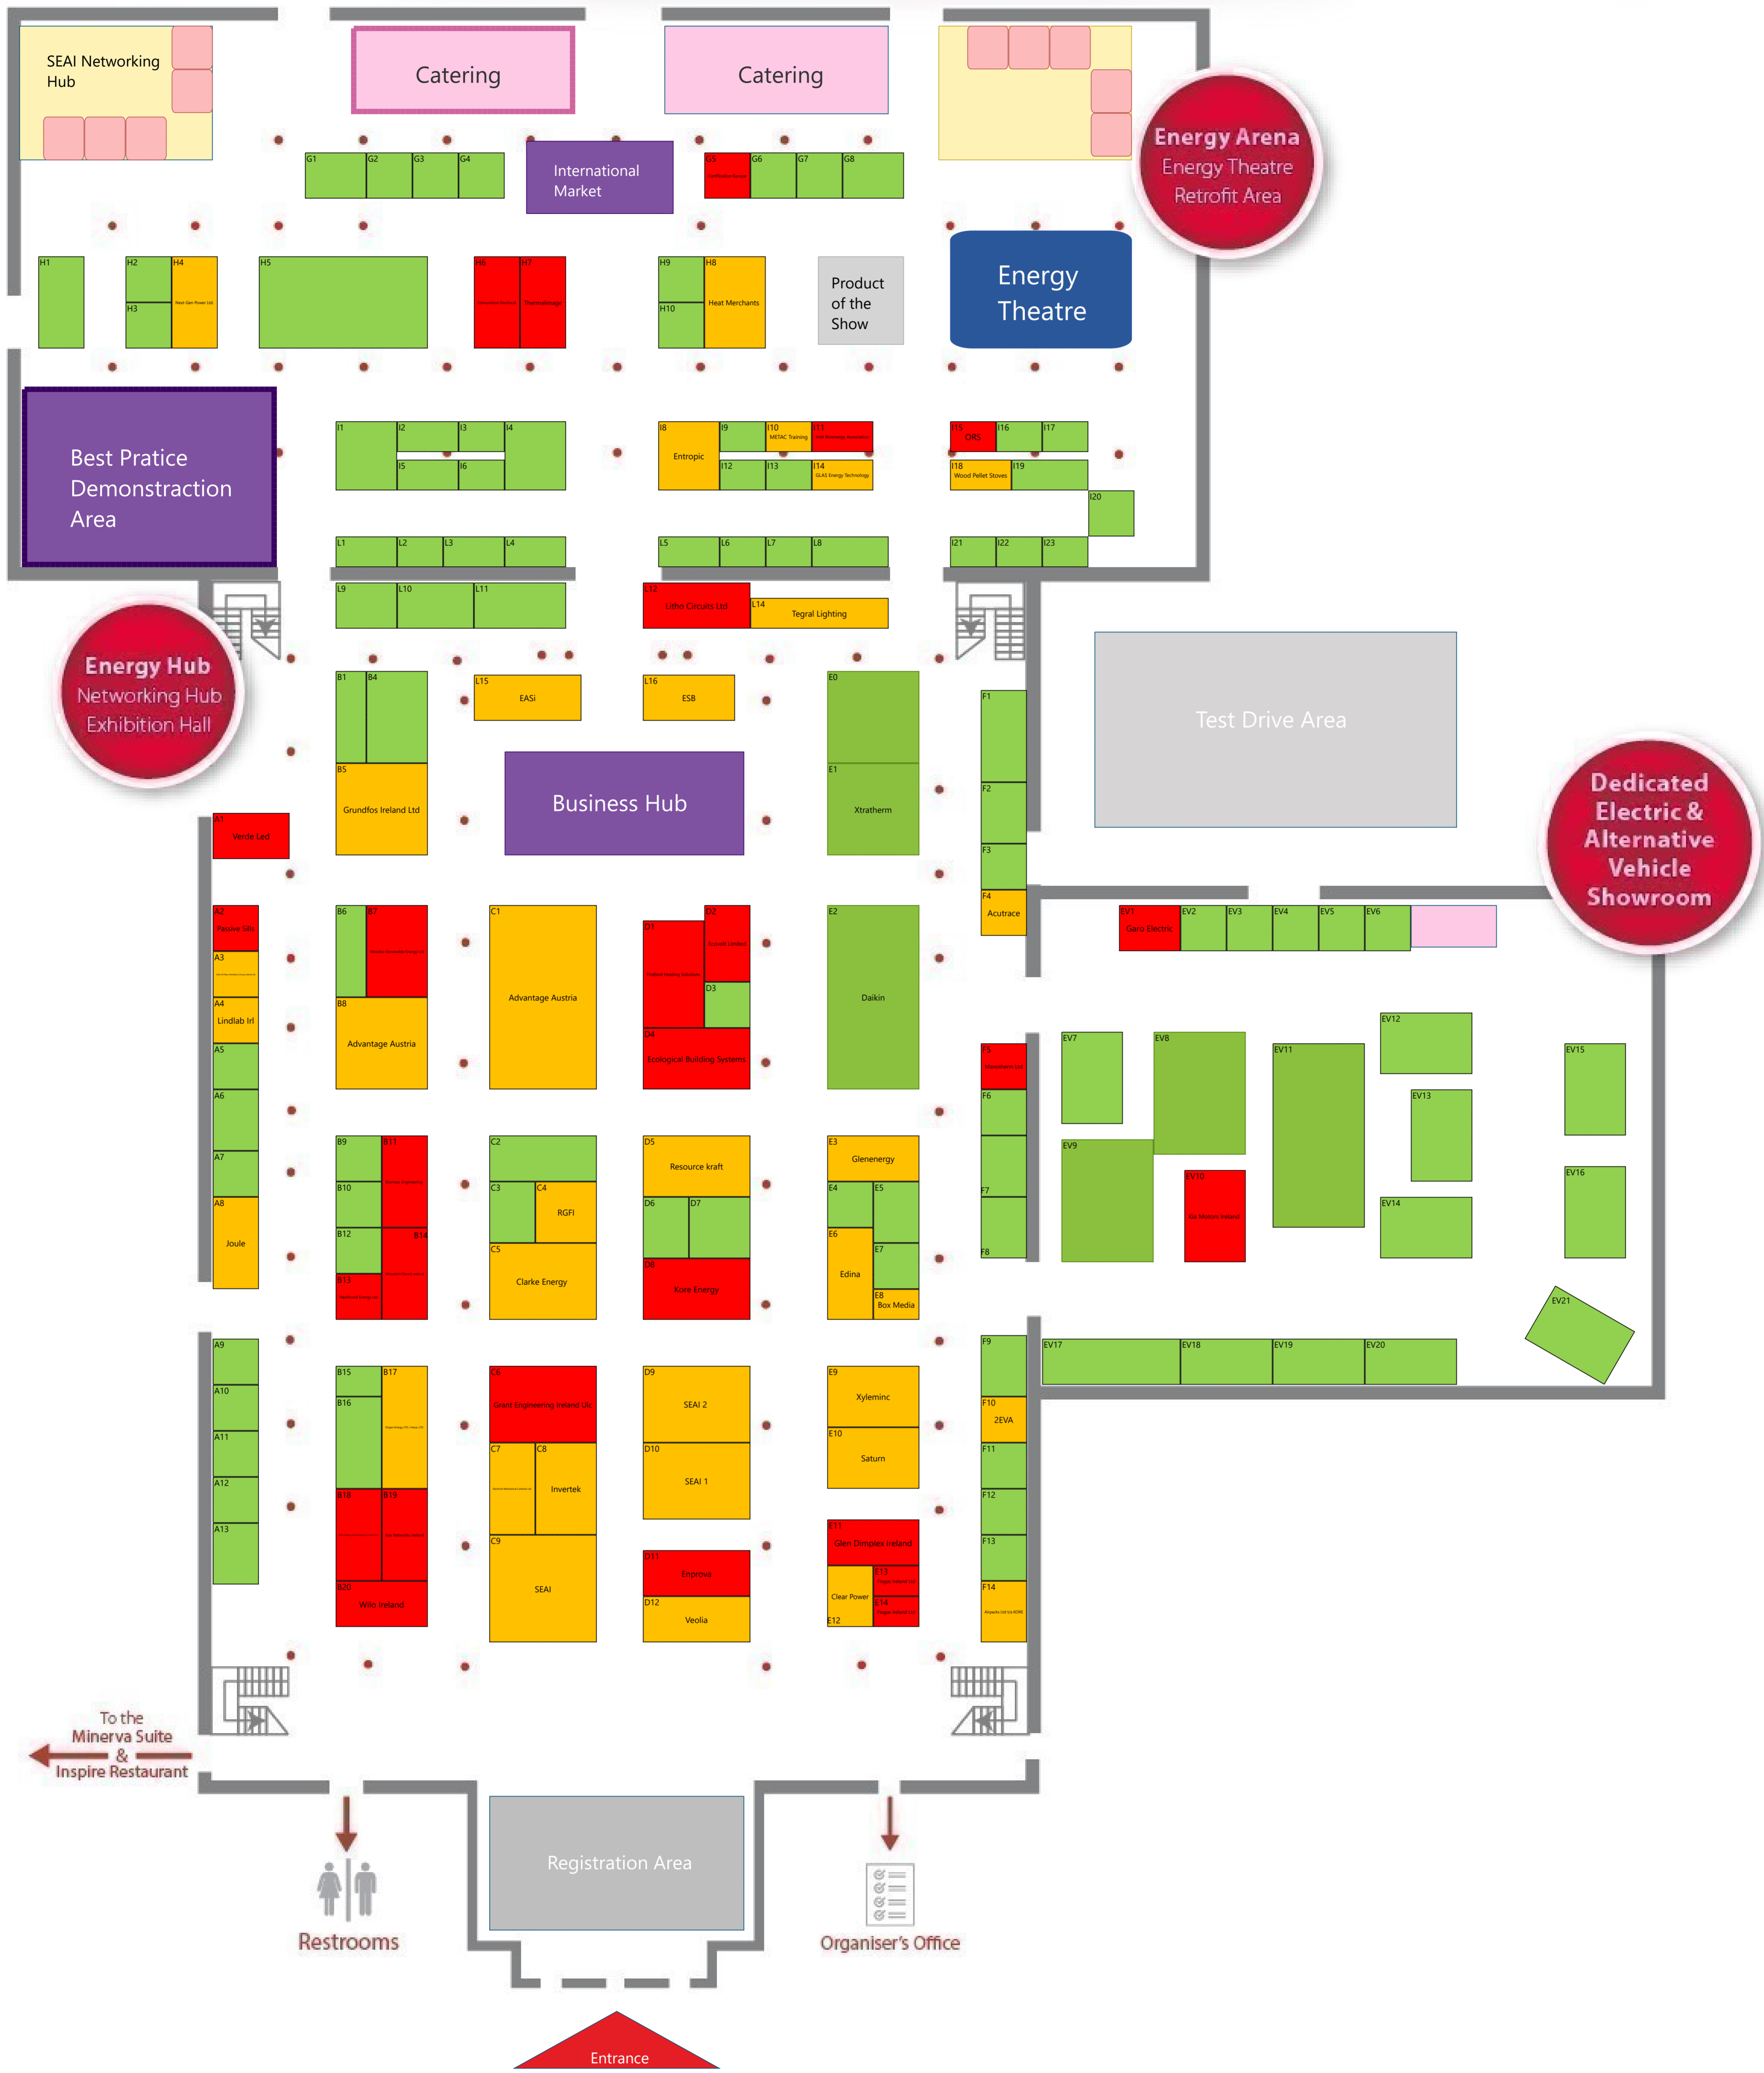 SEAI Networking
Hub
Catering
Catering
Energy Arena
Energy Theatre
Retrofit Area
G1
G2
G3
G4
International
Market
G5
G6
G7
G8
H1
H2
H3
H4
Next Gen Power Ltd
H5
H6
H7
Thermalimage
H9
H10
H8
Heat Merchants
Product
of the
Show
Energy
Theatre
Best Pratice
Demonstraction
Area
I1
I2
I3
I4
I5
I6
I8
Entropic
I9
I10
METAC Training
I11
I12
I13
I14
GLAS Energy Technology
I15
ORS
I16
I17
I18
Wood Pellet Stoves
I19
I20
I21
I22
I23
L1
L2
L3
L4
L5
L6
L7
L8
L9
L10
L11
L12
Litho Circuits Ltd
L14
Tegral Lighting
Energy Hub
Networking Hub
Exhibition Hall
B1
B4
L15
EASi
L16
ESB
E0
F1
Test Drive Area
B5
Grundfos Ireland Ltd
Business Hub
E1
Xtratherm
F2
F3
F4
Acutrace
Dedicated
Electric &
Alternative
Vehicle
Showroom
A1
Verde Led
A2
Passive Sills
A3
A4
Lindlab Irl
A5
A6
A7
A8
Joule
B6
B7
B8
Advantage Austria
C1
Advantage Austria
D1
D2
D3
D4
Ecological Building Systems
E2
Daikin
EV1
Garo Electric
EV2
EV3
EV4
EV5
EV6
EV7
EV8
EV9
EV10
Kia Motors Ireland
EV11
EV12
EV13
EV14
EV15
EV16
EV17
EV18
EV19
EV20
EV21
F5
F6
F7
F8
B9
B10
B11
B12
B13
B14
C2
C3
C4
RGFI
C5
Clarke Energy
D5
Resource kraft
D6
D7
D8
Kore Energy
E3
Glenenergy
E4
E5
E6
Edina
E7
E8
Box Media
A9
A10
A11
A12
A13
B15
B16
B17
B18
B19
B20
Wilo Ireland
C6
Grant Engineering Ireland Ulc
C7
C8
Invertek
C9
SEAI
D9
SEAI 2
D10
SEAI 1
D11
Enprova
D12
Veolia
E9
Xyleminc
E10
Saturn
E11
Glen Dimplex Ireland
E12
Clear Power
E13
E14
F9
F10
2EVA
F11
F12
F13
F14
To the
Minerva Suite
&
Inspire Restaurant
Restrooms
Registration Area
Organiser's Office
Entrance